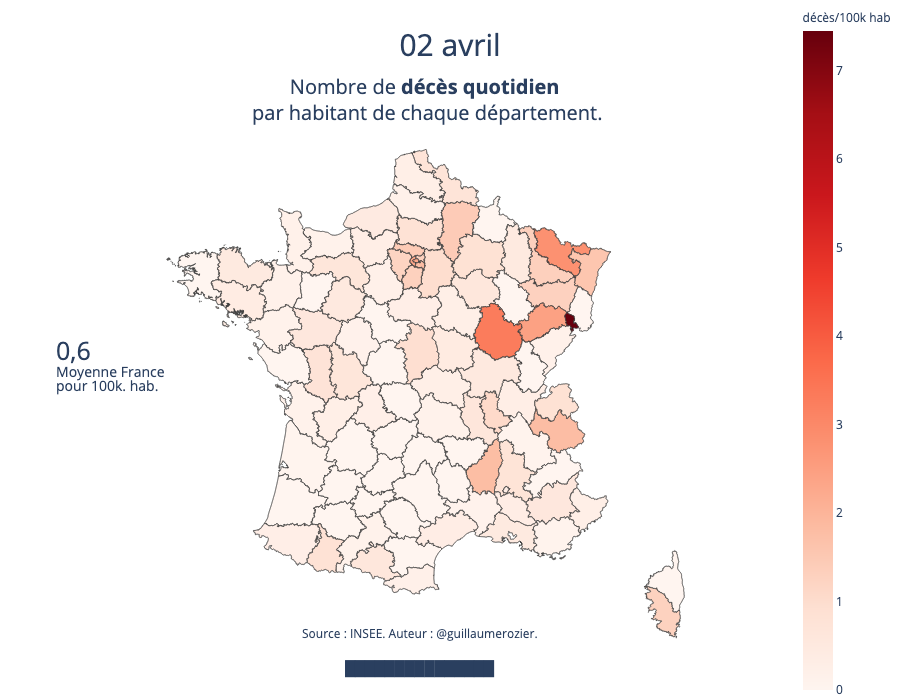 décès/100k hab
02 avril
Nombre de décès quotidien
par habitant de chaque département.
7
6
5
4
3
2
1
0
0,6
Moyenne France
pour 100k. hab.
Source : INSEE. Auteur : @guillaumerozier.